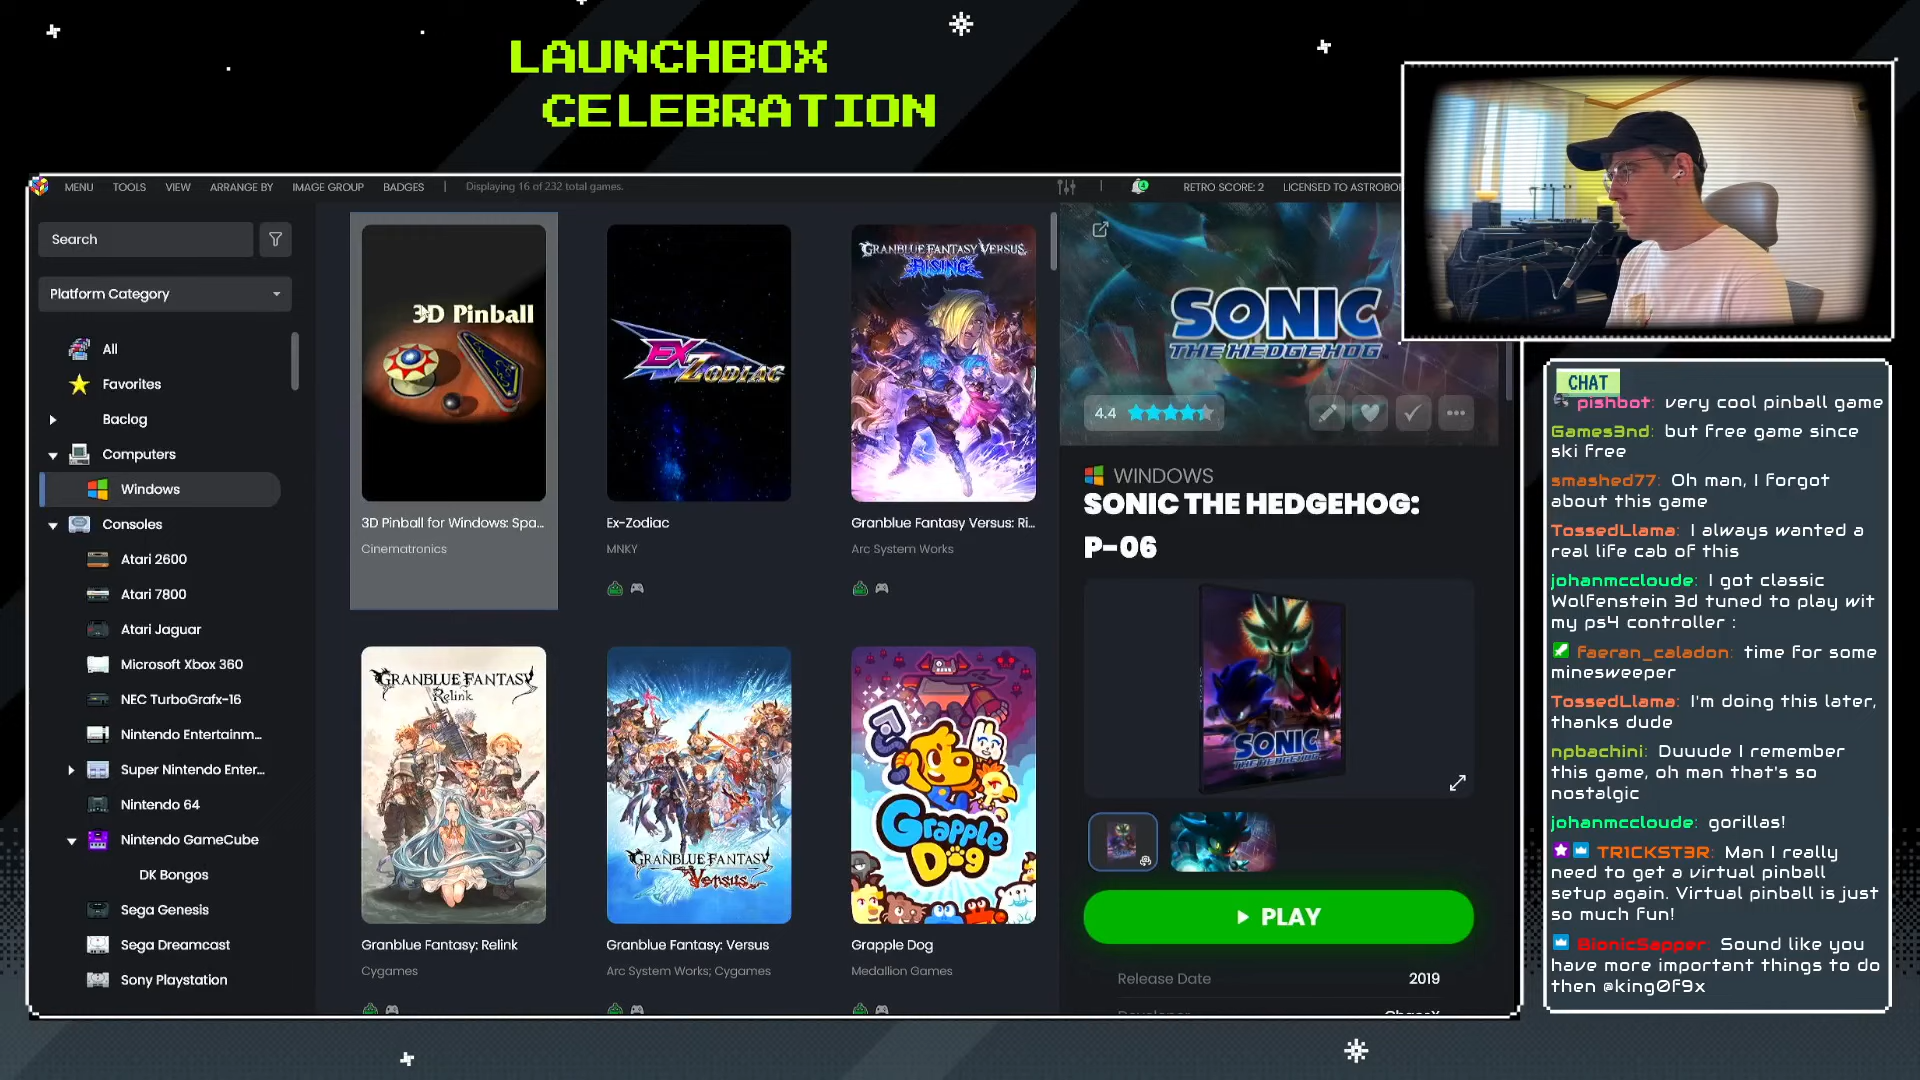 LAUNCHBOX
CELEBRATION
MENU TOOLS VIEW ARRANGE BY IMAGE GROUP BADGES Displaying 16 of 232 total games. 4 RETRO SCORE: 2 LICENSED TO ASTROBO
Search
Platform Category
All
Favorites
Baclog
Computers
Windows
Consoles
Atari 2600
Atari 7800
Atari Jaguar
Microsoft Xbox 360
NEC TurboGrafx-16
Nintendo Entertainm...
Super Nintendo Enter...
Nintendo 64
Nintendo GameCube
DK Bongos
Sega Genesis
Sega Dreamcast
Sony Playstation
3D Pinball
3D Pinball for Windows: Spa...
Cinematronics
EX ZODIAC
Ex-Zodiac
MNKY
GRANBLUE FANTASY VERSUS
RISING
Granblue Fantasy Versus: Ri...
Arc System Works
GRANBLUE FANTASY
Relink
Granblue Fantasy: Relink
Cygames
GRANBLUE FANTASY
Versus
Granblue Fantasy: Versus
Arc System Works; Cygames
Grapple
Dog
Grapple Dog
Medallion Games
SONIC
THE HEDGEHOG
4.4
WINDOWS
SONIC THE HEDGEHOG:
P-06
SONIC
THE HEDGEHOG
PLAY
Release Date 2019
CHAT
pishbot: very cool pinball game
Games3nd: but free game since
ski free
smashed77: Oh man, I forgot
about this game
TossedLlama: I always wanted a
real life cab of this
johanmccloude: I got classic
Wolfenstein 3d tuned to play wit
my ps4 controller :
faeran_caladon: time for some
minesweeper
TossedLlama: I'm doing this later,
thanks dude
npbachini: Duuude I remember
this game, oh man that's so
nostalgic
johanmccloude: gorillas!
TR1CKST3R: Man I really
need to get a virtual pinball
setup again. Virtual pinball is just
so much fun!
BionicSapper: Sound like you
have more important things to do
then @king0f9x